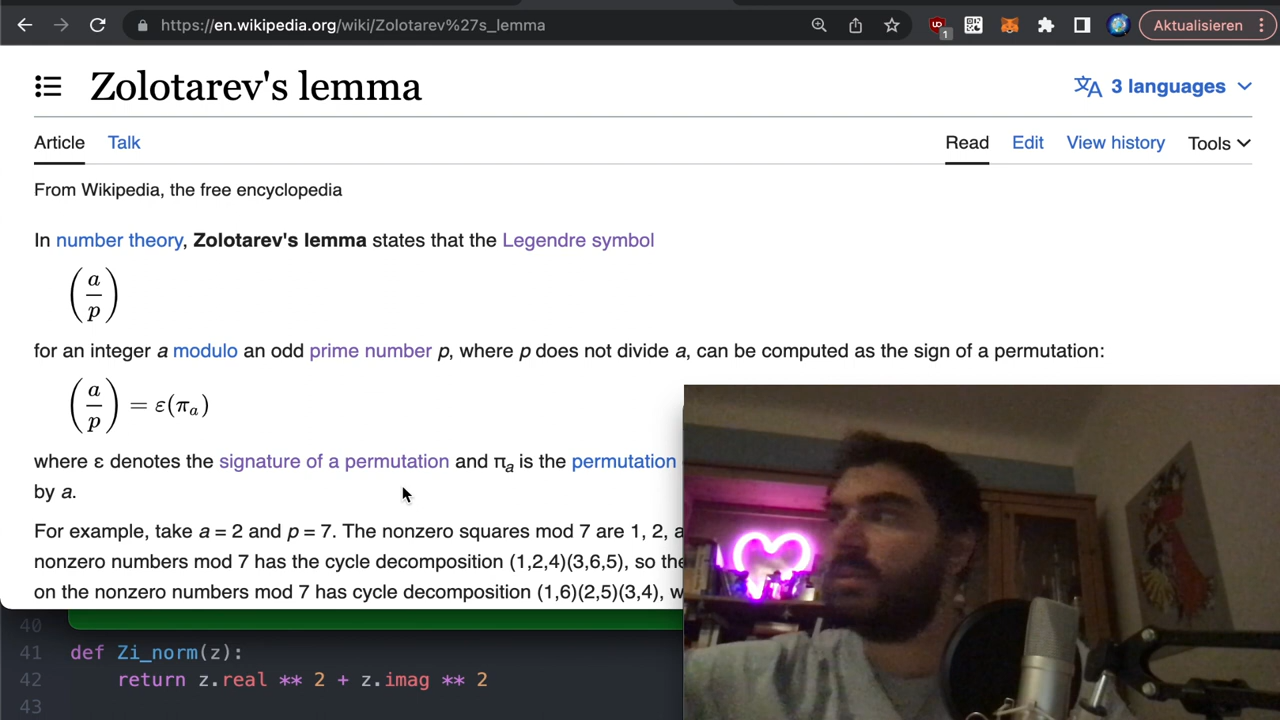 https://en.wikipedia.org/wiki/Zolotarev%27s_lemma
1
Aktualisieren
Zolotarev's lemma
3 languages
Article Talk Read Edit View history Tools
From Wikipedia, the free encyclopedia
In number theory, Zolotarev's lemma states that the Legendre symbol
(a/p)
for an integer a modulo an odd prime number p, where p does not divide a, can be computed as the sign of a permutation:
(a/p) = ε(πₐ)
where ε denotes the signature of a permutation and πₐ is the permutation
by a.
For example, take a = 2 and p = 7. The nonzero squares mod 7 are 1, 2, a
nonzero numbers mod 7 has the cycle decomposition (1,2,4)(3,6,5), so the
on the nonzero numbers mod 7 has cycle decomposition (1,6)(2,5)(3,4), w
40
41 def Zi_norm(z):
42 return z.real ** 2 + z.imag ** 2
43